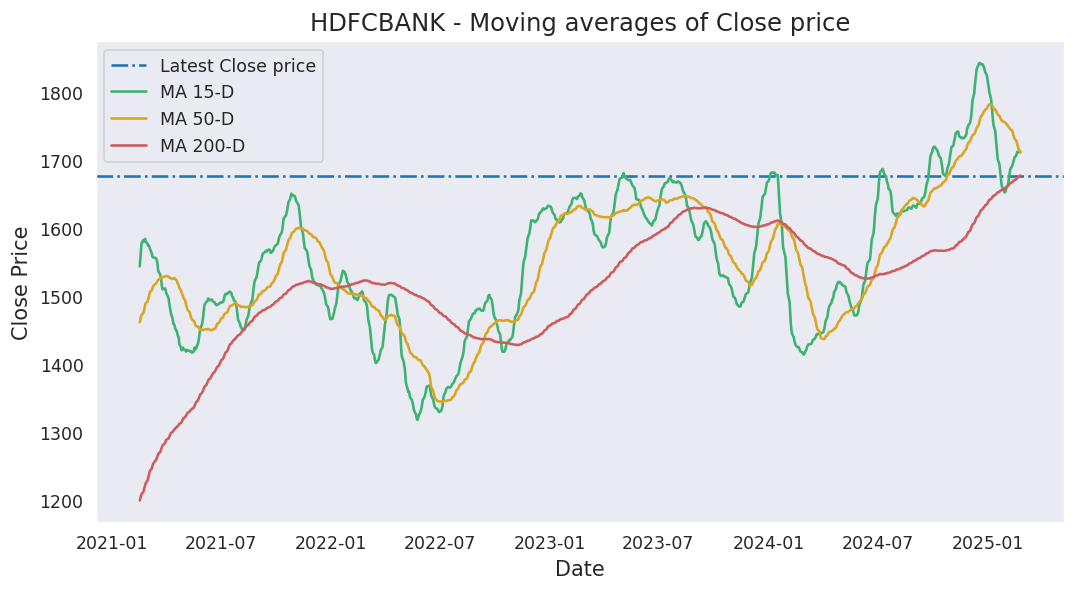 HDFCBANK - Moving averages of Close price
Latest Close price
MA 15-D
MA 50-D
MA 200-D
Close Price
1800
1700
1600
1500
1400
1300
1200
2021-01 2021-07 2022-01 2022-07 2023-01 2023-07 2024-01 2024-07 2025-01
Date